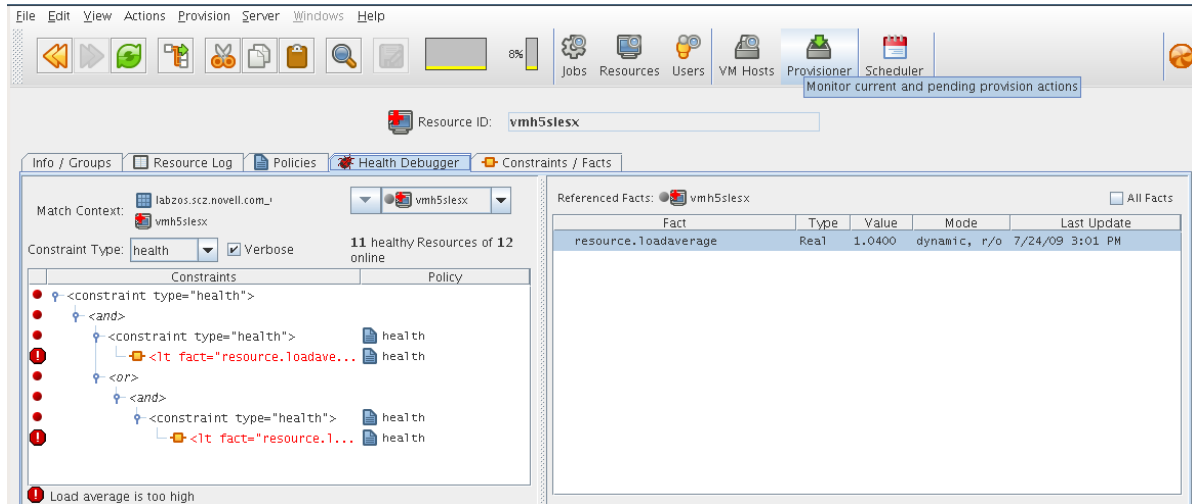 File Edit View Actions Provision Server Windows Help
8%
Jobs Resources Users VM Hosts Provisioner Scheduler
Monitor current and pending provision actions
Resource ID: vmh5slesx
Info / Groups Resource Log Policies Health Debugger Constraints / Facts
Match Context: labzos.scz.novell.com_
vmh5slesx
vmh5slesx
Constraint Type: health Verbose
11 healthy Resources of 12
online
Constraints Policy
<constraint type="health">
<and>
<constraint type="health"> health
<lt fact="resource.loadave... health
<or>
<and>
<constraint type="health"> health
<lt fact="resource.l... health
Load average is too high
Referenced Facts: vmh5slesx All Facts
Fact Type Value Mode Last Update
resource.loadaverage Real 1.0400 dynamic, r/o 7/24/09 3:01 PM